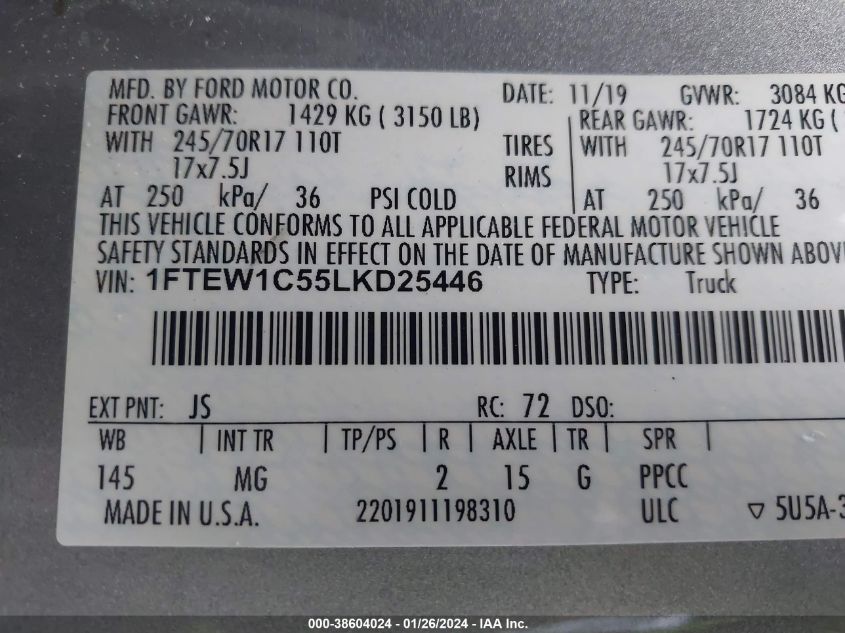 MFD. BY FORD MOTOR CO. DATE: 11/19 GVWR: 3084 KG
FRONT GAWR: 1429 KG ( 3150 LB) REAR GAWR: 1724 KG (
WITH 245/70R17 110T TIRES WITH 245/70R17 110T
17x7.5J RIMS 17x7.5J
AT 250 kPa/ 36 PSI COLD AT 250 kPa/ 36
THIS VEHICLE CONFORMS TO ALL APPLICABLE FEDERAL MOTOR VEHICLE
SAFETY STANDARDS IN EFFECT ON THE DATE OF MANUFACTURE SHOWN ABOV
VIN: 1FTEW1C55LKD25446 TYPE: Truck
EXT PNT: JS RC: 72 DSO:
WB | INT TR | TP/PS | R | AXLE | TR | SPR |
145 MG 2 15 G PPCC
MADE IN U.S.A. 2201911198310 ULC ▽ 5U5A-3
000-38604024 - 01/26/2024 - IAA Inc.